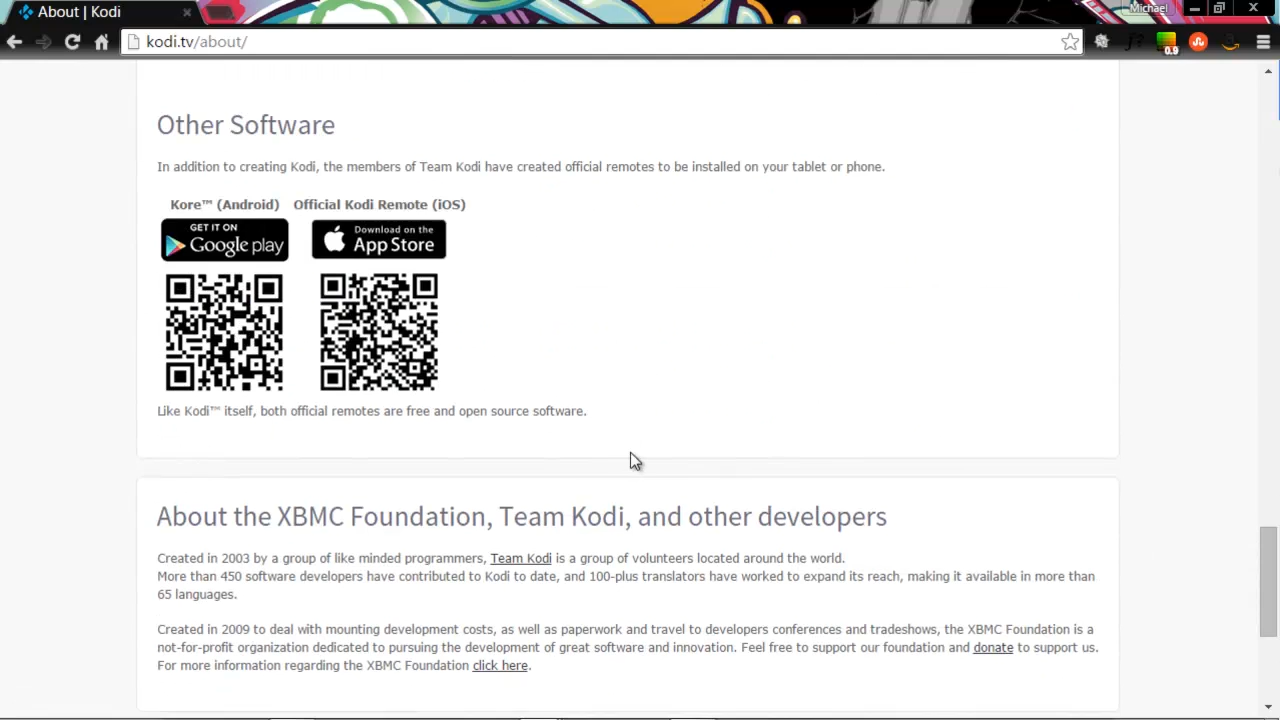 About | Kodi
Michael
kodi.tv/about/
0.9
Other Software
In addition to creating Kodi, the members of Team Kodi have created official remotes to be installed on your tablet or phone.
Kore™ (Android) Official Kodi Remote (iOS)
GET IT ON
Google play
Download on the
App Store
Like Kodi™ itself, both official remotes are free and open source software.
About the XBMC Foundation, Team Kodi, and other developers
Created in 2003 by a group of like minded programmers, Team Kodi is a group of volunteers located around the world.
More than 450 software developers have contributed to Kodi to date, and 100-plus translators have worked to expand its reach, making it available in more than
65 languages.
Created in 2009 to deal with mounting development costs, as well as paperwork and travel to developers conferences and tradeshows, the XBMC Foundation is a
not-for-profit organization dedicated to pursuing the development of great software and innovation. Feel free to support our foundation and donate to support us.
For more information regarding the XBMC Foundation click here.